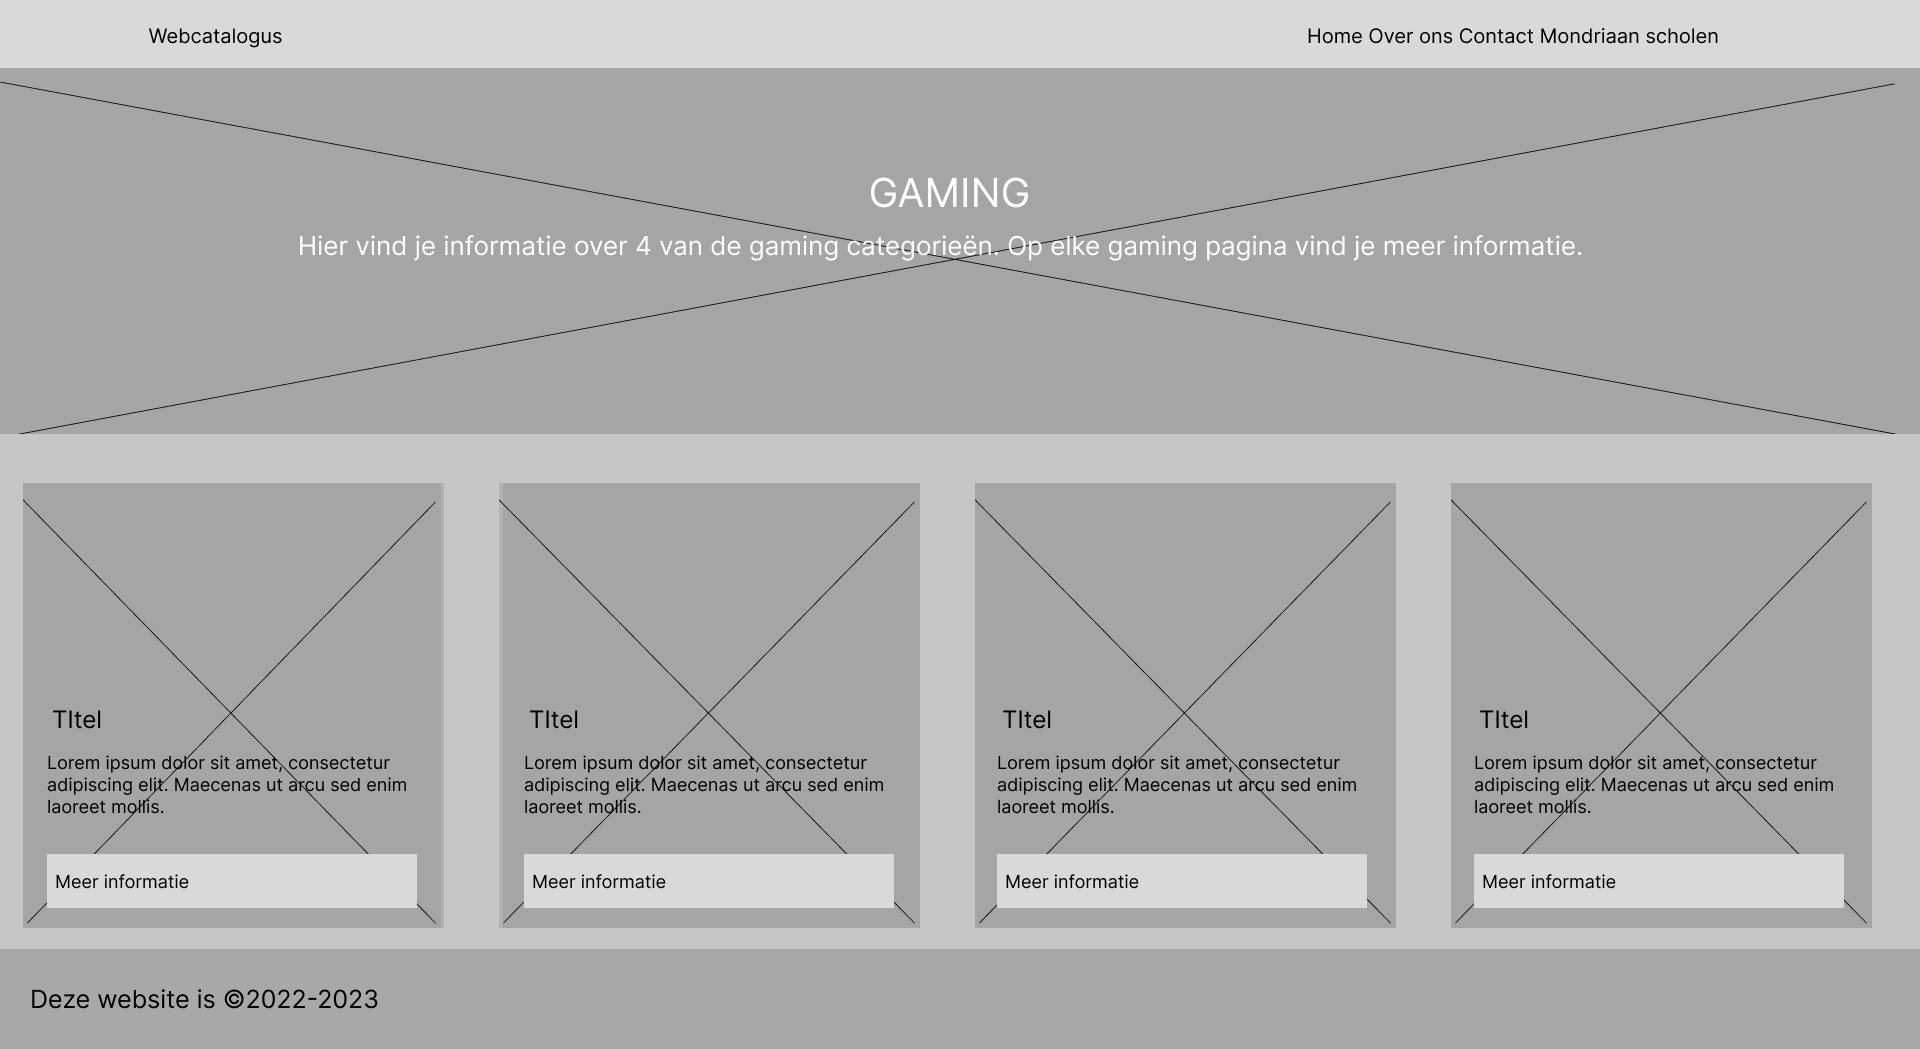 Webcatalogus
Home Over ons Contact Mondriaan scholen
GAMING
Hier vind je informatie over 4 van de gaming categorieën. Op elke gaming pagina vind je meer informatie.
TItel
Lorem ipsum dolor sit amet, consectetur
adipiscing elit. Maecenas ut arcu sed enim
laoreet mollis.
Meer informatie
TItel
Lorem ipsum dolor sit amet, consectetur
adipiscing elit. Maecenas ut arcu sed enim
laoreet mollis.
Meer informatie
TItel
Lorem ipsum dolor sit amet, consectetur
adipiscing elit. Maecenas ut arcu sed enim
laoreet mollis.
Meer informatie
TItel
Lorem ipsum dolor sit amet, consectetur
adipiscing elit. Maecenas ut arcu sed enim
laoreet mollis.
Meer informatie
Deze website is ©2022-2023